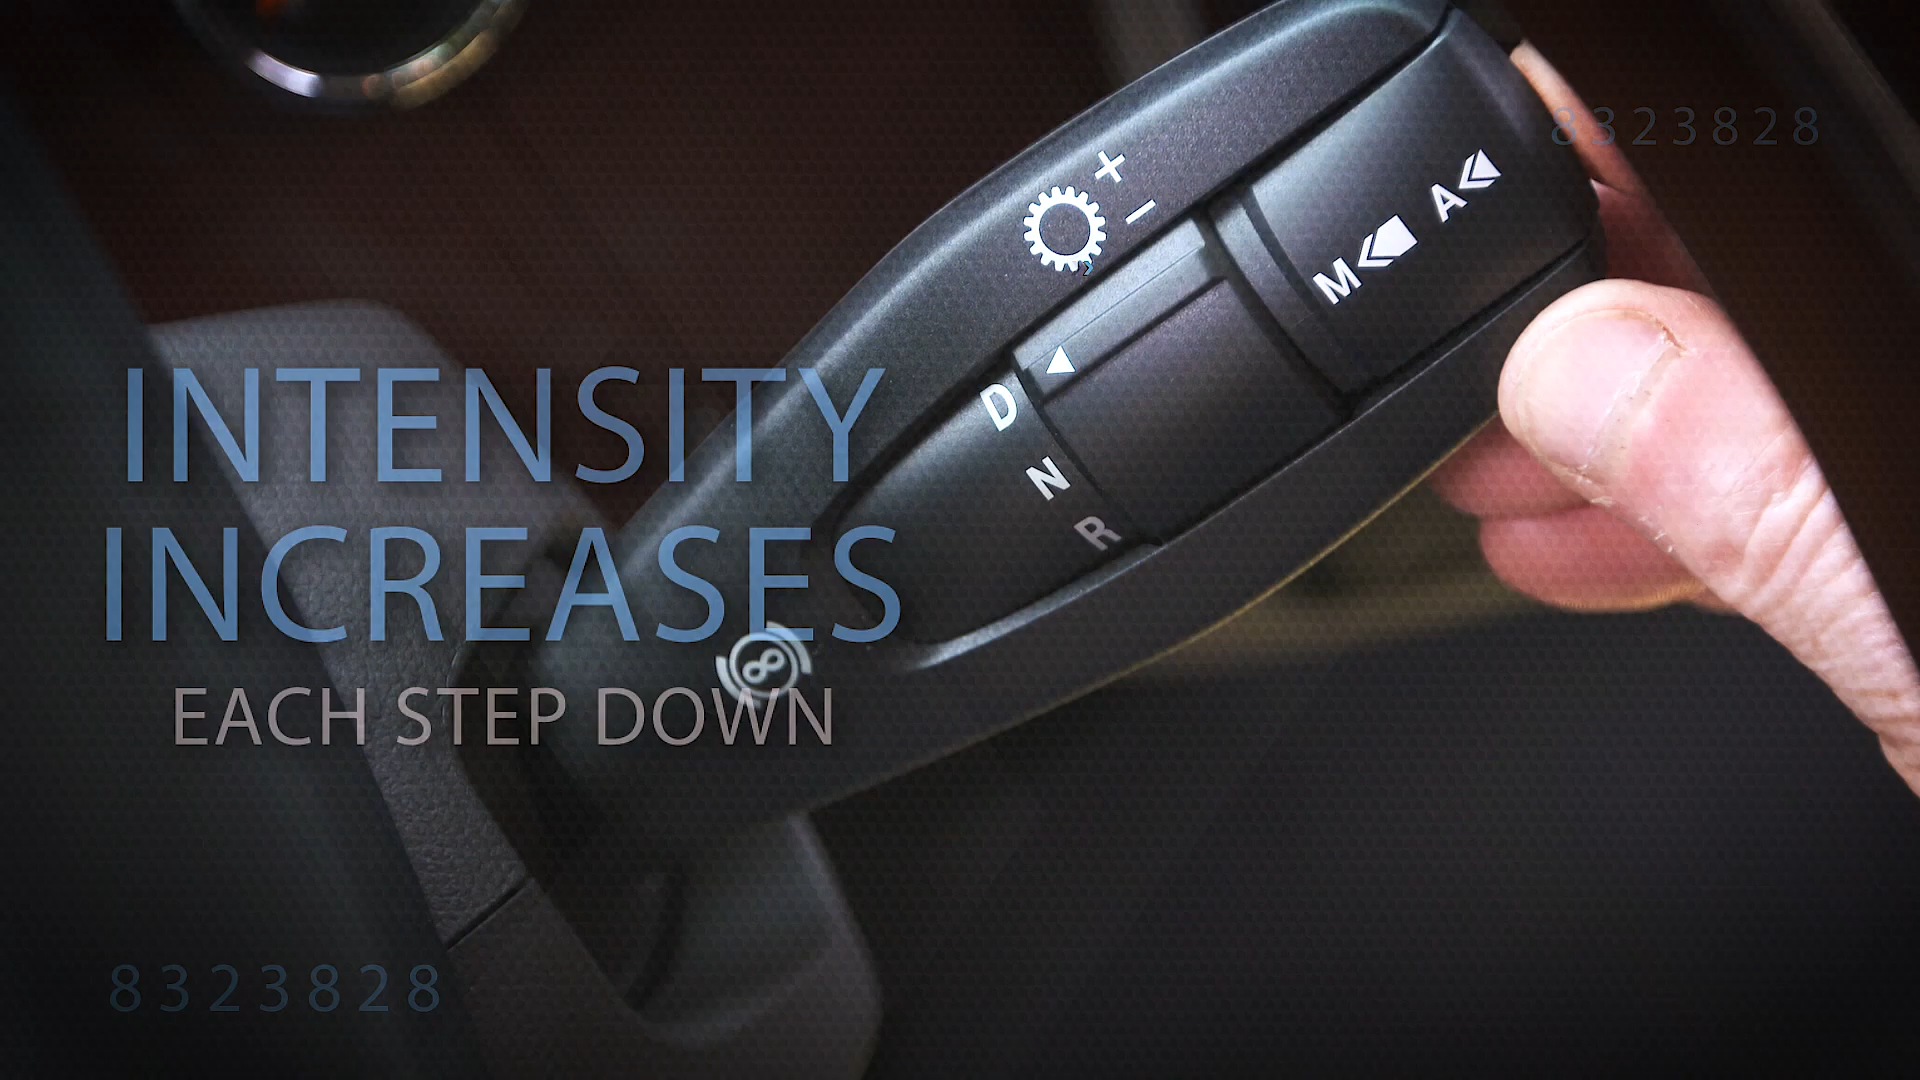 8323828
+
−
M A
D
N
R
INTENSITY
INCREASES
EACH STEP DOWN
8323828